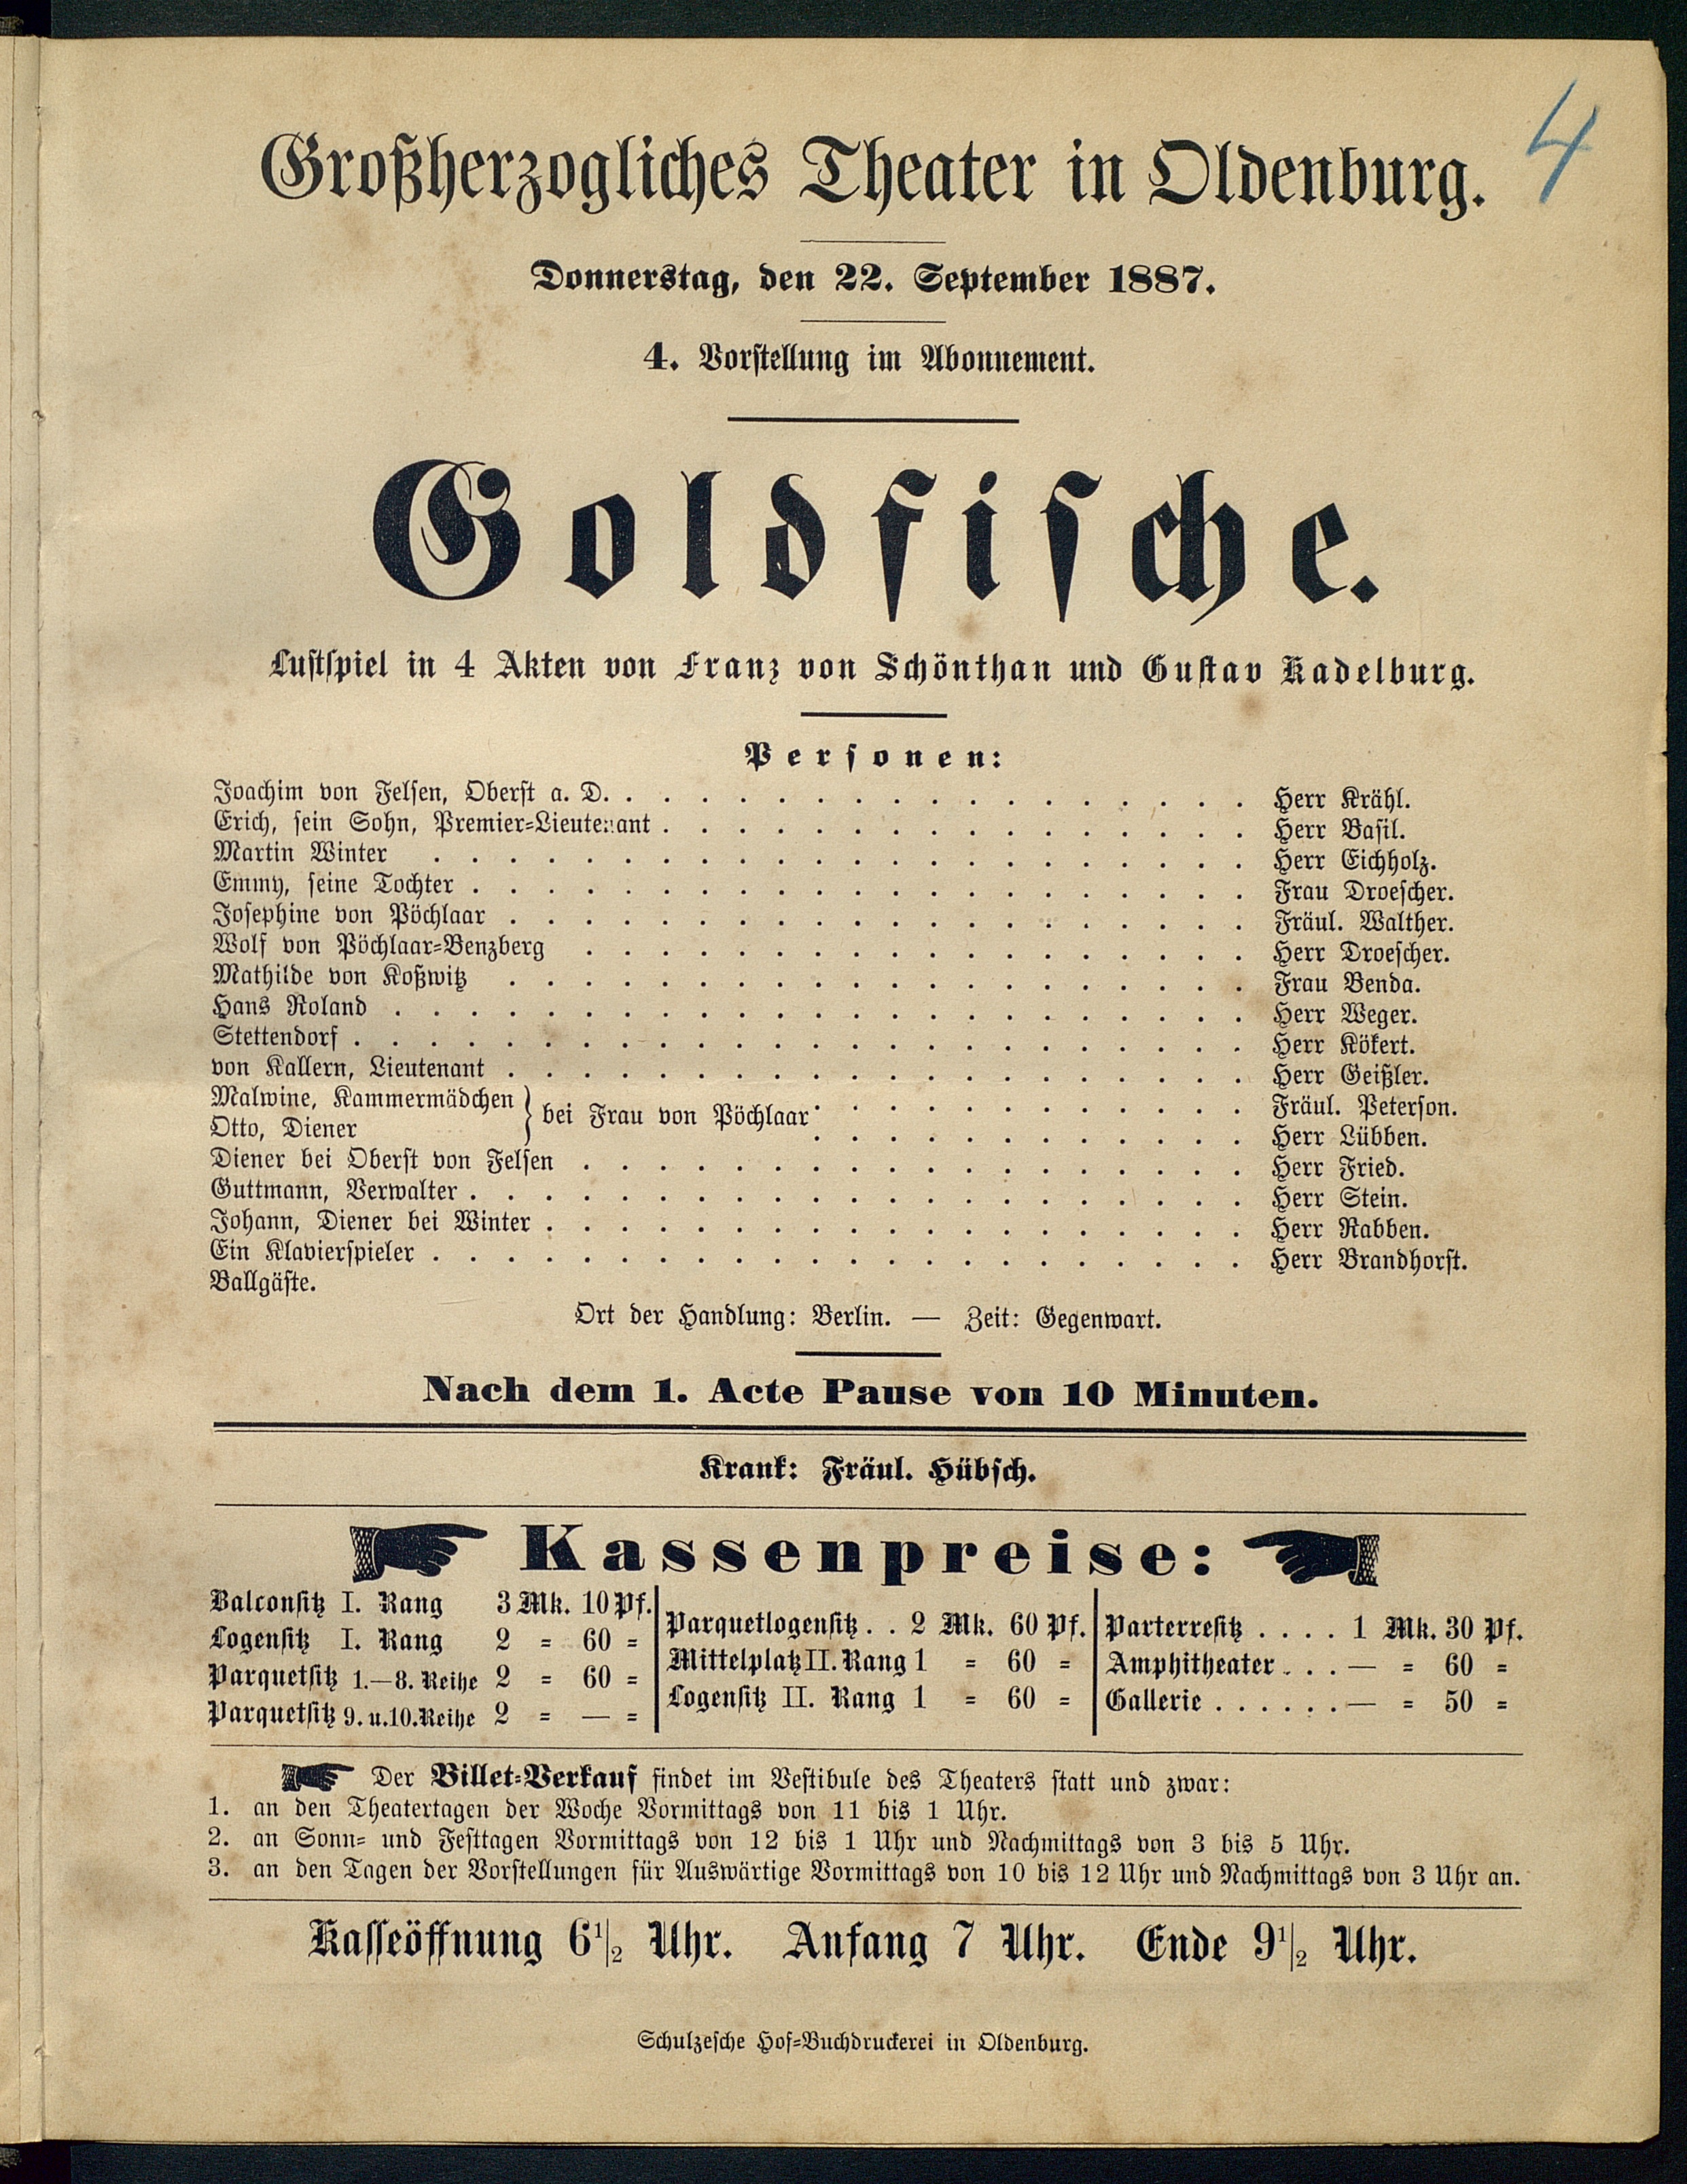 4
Großherzogliches Theater in Oldenburg.
Donnerstag, den 22. September 1887.
4. Vorstellung im Abonnement.
Goldfische.
Lustspiel in 4 Akten von Franz von Schönthan und Gustav Kadelburg.
Personen:
Joachim von Felsen, Oberst a. D. . . . . . . . . . . . . . . . . . Herr Krähl.
Erich, sein Sohn, Premier=Lieutenant . . . . . . . . . . . . . . . . Herr Basil.
Martin Winter . . . . . . . . . . . . . . . . . . . . . . Herr Eichholz.
Emmy, seine Tochter . . . . . . . . . . . . . . . . . . . . . Frau Droescher.
Josephine von Pöchlaar . . . . . . . . . . . . . . . . . . . . Fräul. Walther.
Wolf von Pöchlaar=Benzberg . . . . . . . . . . . . . . . . . . Herr Droescher.
Mathilde von Koßwitz . . . . . . . . . . . . . . . . . . . . Frau Benda.
Hans Roland . . . . . . . . . . . . . . . . . . . . . . . Herr Weger.
Stettendorf . . . . . . . . . . . . . . . . . . . . . . . . Herr Kökert.
von Kallern, Lieutenant . . . . . . . . . . . . . . . . . . . . Herr Geißler.
Malwine, Kammermädchen } bei Frau von Pöchlaar . . . . . . . . . . . . Fräul. Peterson.
Otto, Diener . . . . . . . . . . . . Herr Lübben.
Diener bei Oberst von Felsen . . . . . . . . . . . . . . . . . . Herr Fried.
Guttmann, Verwalter . . . . . . . . . . . . . . . . . . . . . Herr Stein.
Johann, Diener bei Winter . . . . . . . . . . . . . . . . . . . Herr Rabben.
Ein Klavierspieler . . . . . . . . . . . . . . . . . . . . . . Herr Brandhorst.
Ballgäste.
Ort der Handlung: Berlin. — Zeit: Gegenwart.
Nach dem 1. Acte Pause von 10 Minuten.
Krank: Fräul. Hübsch.
Kassenpreise:
Balconsitz I. Rang 3 Mk. 10 Pf.
Logensitz I. Rang 2 = 60 =
Parquetsitz 1.—8. Reihe 2 = 60 =
Parquetsitz 9. u. 10. Reihe 2 = — =
Parquetlogensitz . . 2 Mk. 60 Pf.
Mittelplatz II. Rang 1 = 60 =
Logensitz II. Rang 1 = 60 =
Parterresitz . . . . 1 Mk. 30 Pf.
Amphitheater . . . — = 60 =
Gallerie . . . . . . — = 50 =
Der Billet=Verkauf findet im Vestibule des Theaters statt und zwar:
1. an den Theatertagen der Woche Vormittags von 11 bis 1 Uhr.
2. an Sonn= und Festtagen Vormittags von 12 bis 1 Uhr und Nachmittags von 3 bis 5 Uhr.
3. an den Tagen der Vorstellungen für Auswärtige Vormittags von 10 bis 12 Uhr und Nachmittags von 3 Uhr an.
Kasseöffnung 6½ Uhr. Anfang 7 Uhr. Ende 9½ Uhr.
Schulzesche Hof=Buchdruckerei in Oldenburg.